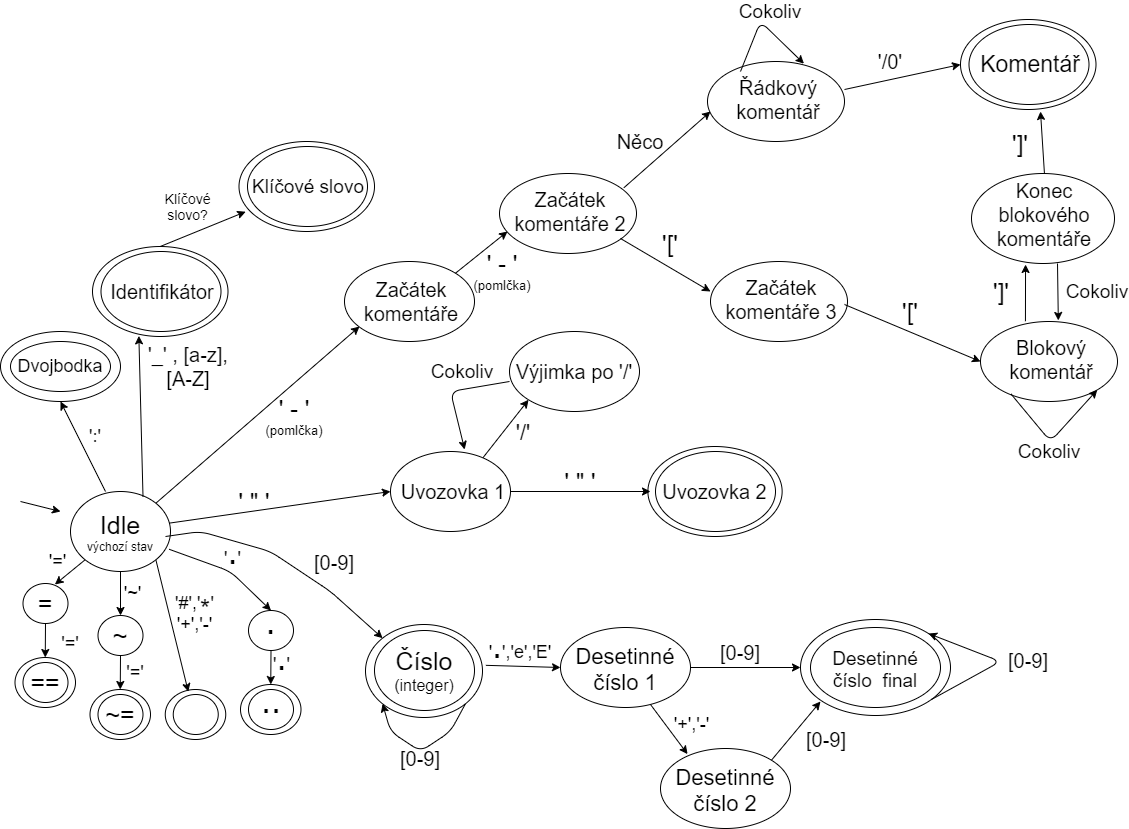 Cokoliv
Řádkový
komentář
'/0'
Komentář
Něco
']'
Klíčové
slovo?
Klíčové slovo
Začátek
komentáře 2
Konec
blokového
komentáře
'['
' - '
(pomlčka)
Identifikátor
Začátek
komentáře
Začátek
komentáře 3
'['
']'
Cokoliv
Dvojbodka
'_' , [a-z],
[A-Z]
Blokový
komentář
Cokoliv
Výjimka po '/'
Cokoliv
' - '
(pomlčka)
':'
'/'
' " '
Uvozovka 1
' " '
Uvozovka 2
Idle
výchozí stav
'='
'~'
'#','*'
'+','-'
'.'
[0-9]
=
~
.
'='
'='
'.'
==
~=
..
Číslo
(integer)
[0-9]
'.','e','E'
Desetinné
číslo 1
[0-9]
Desetinné
číslo final
[0-9]
'+','-'
[0-9]
Desetinné
číslo 2